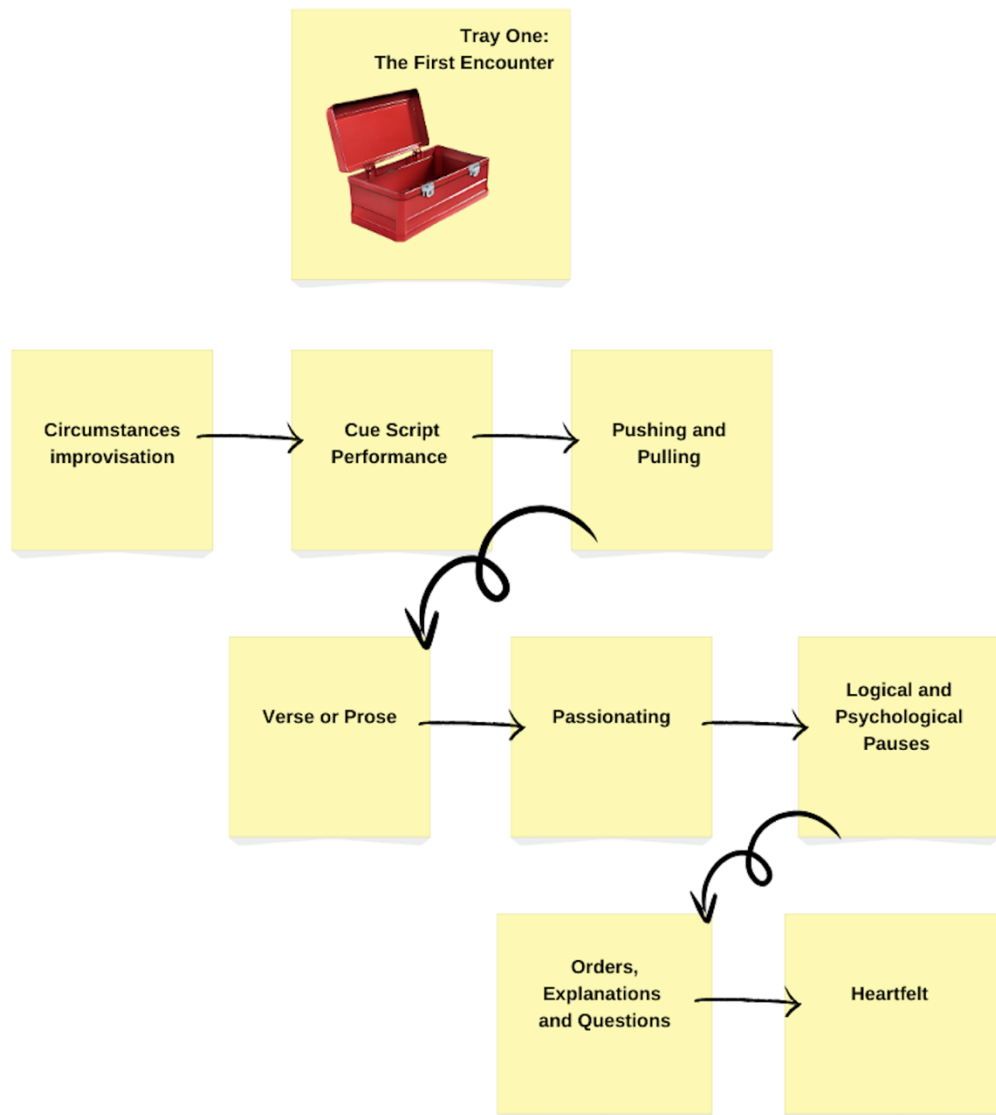 Tray One:
The First Encounter
Circumstances
improvisation
Cue Script
Performance
Pushing and
Pulling
Verse or Prose
Passionating
Logical and
Psychological
Pauses
Orders,
Explanations
and Questions
Heartfelt